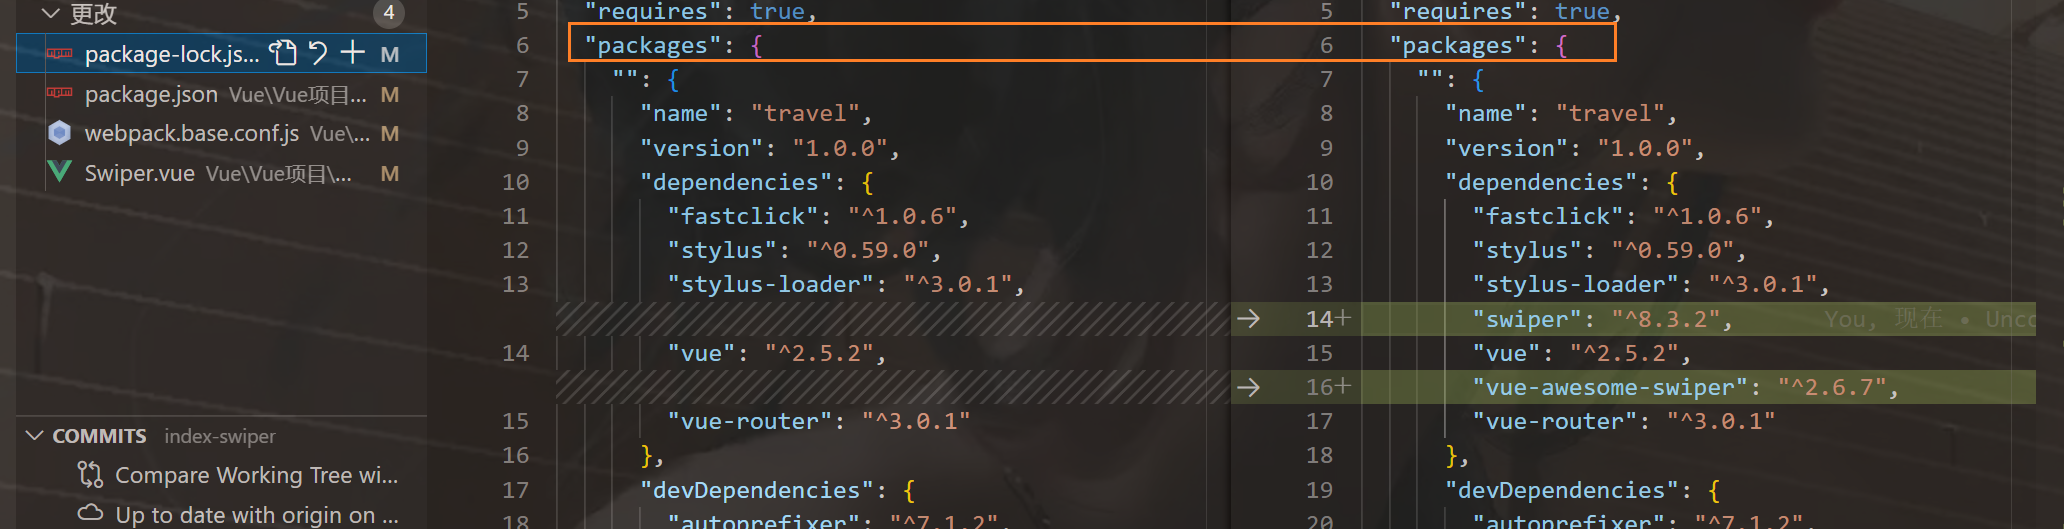 更改 4
package-lock.js... M
package.json Vue\Vue项目... M
webpack.base.conf.js Vue\... M
Swiper.vue Vue\Vue项目\... M
COMMITS index-swiper
Compare Working Tree wi...
Up to date with origin on ...
5 "requires": true,
6 "packages": {
7 "": {
8 "name": "travel",
9 "version": "1.0.0",
10 "dependencies": {
11 "fastclick": "^1.0.6",
12 "stylus": "^0.59.0",
13 "stylus-loader": "^3.0.1",
14 "vue": "^2.5.2",
15 "vue-router": "^3.0.1"
16 },
17 "devDependencies": {
18 "autoprefixer": "^7.1.2",
5 "requires": true,
6 "packages": {
7 "": {
8 "name": "travel",
9 "version": "1.0.0",
10 "dependencies": {
11 "fastclick": "^1.0.6",
12 "stylus": "^0.59.0",
13 "stylus-loader": "^3.0.1",
14+ "swiper": "^8.3.2", You, 现在 • Unco
15 "vue": "^2.5.2",
16+ "vue-awesome-swiper": "^2.6.7",
17 "vue-router": "^3.0.1"
18 },
19 "devDependencies": {
20 "autoprefixer": "^7.1.2",